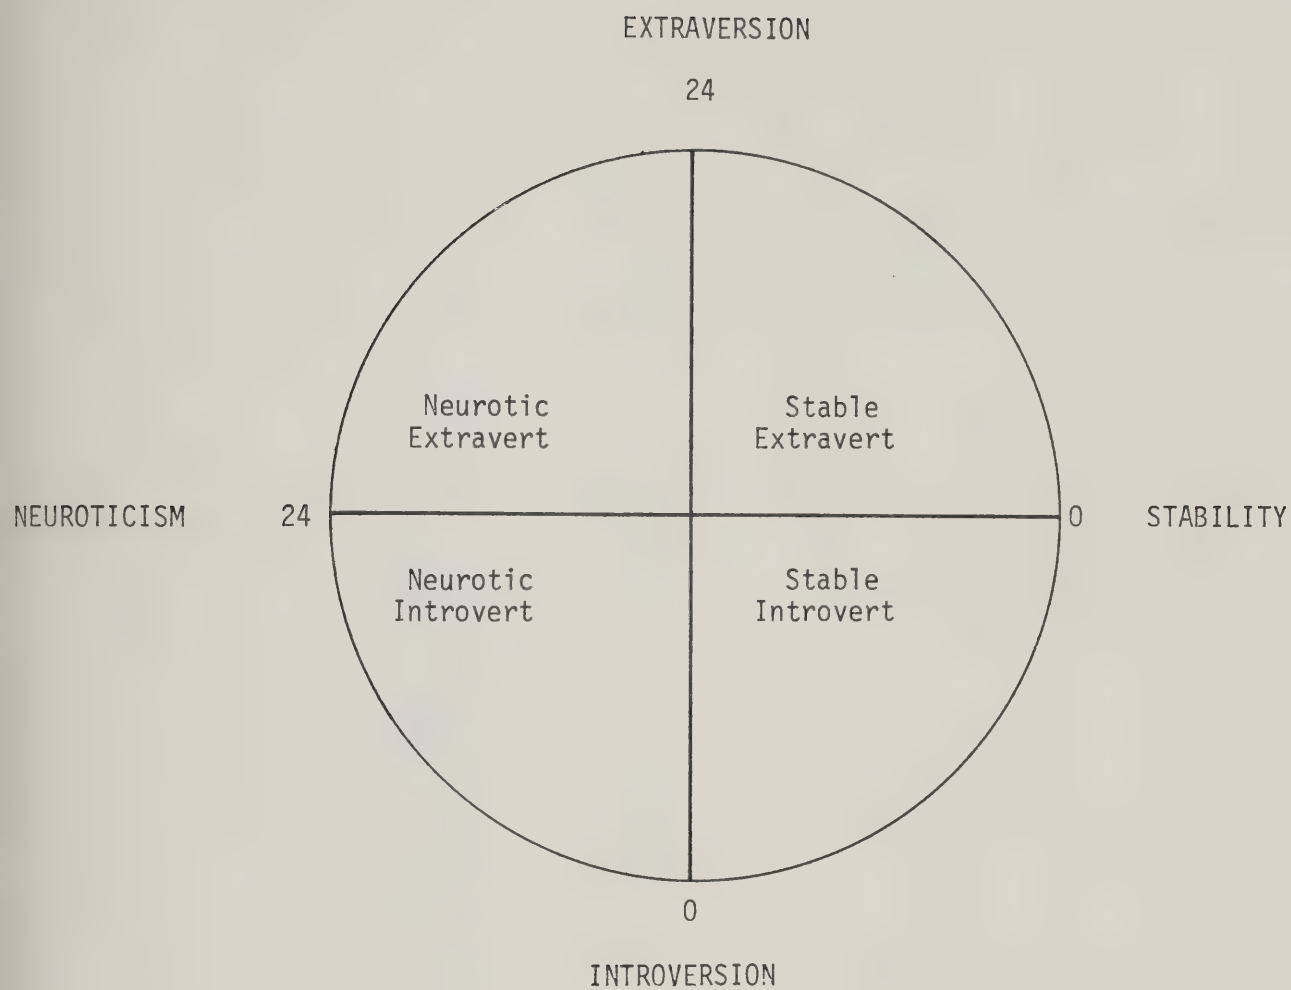 EXTRAVERSION
24
Neurotic
Extravert
Stable
Extravert
NEUROTICISM
24
0
STABILITY
Neurotic
Introvert
Stable
Introvert
0
INTROVERSION